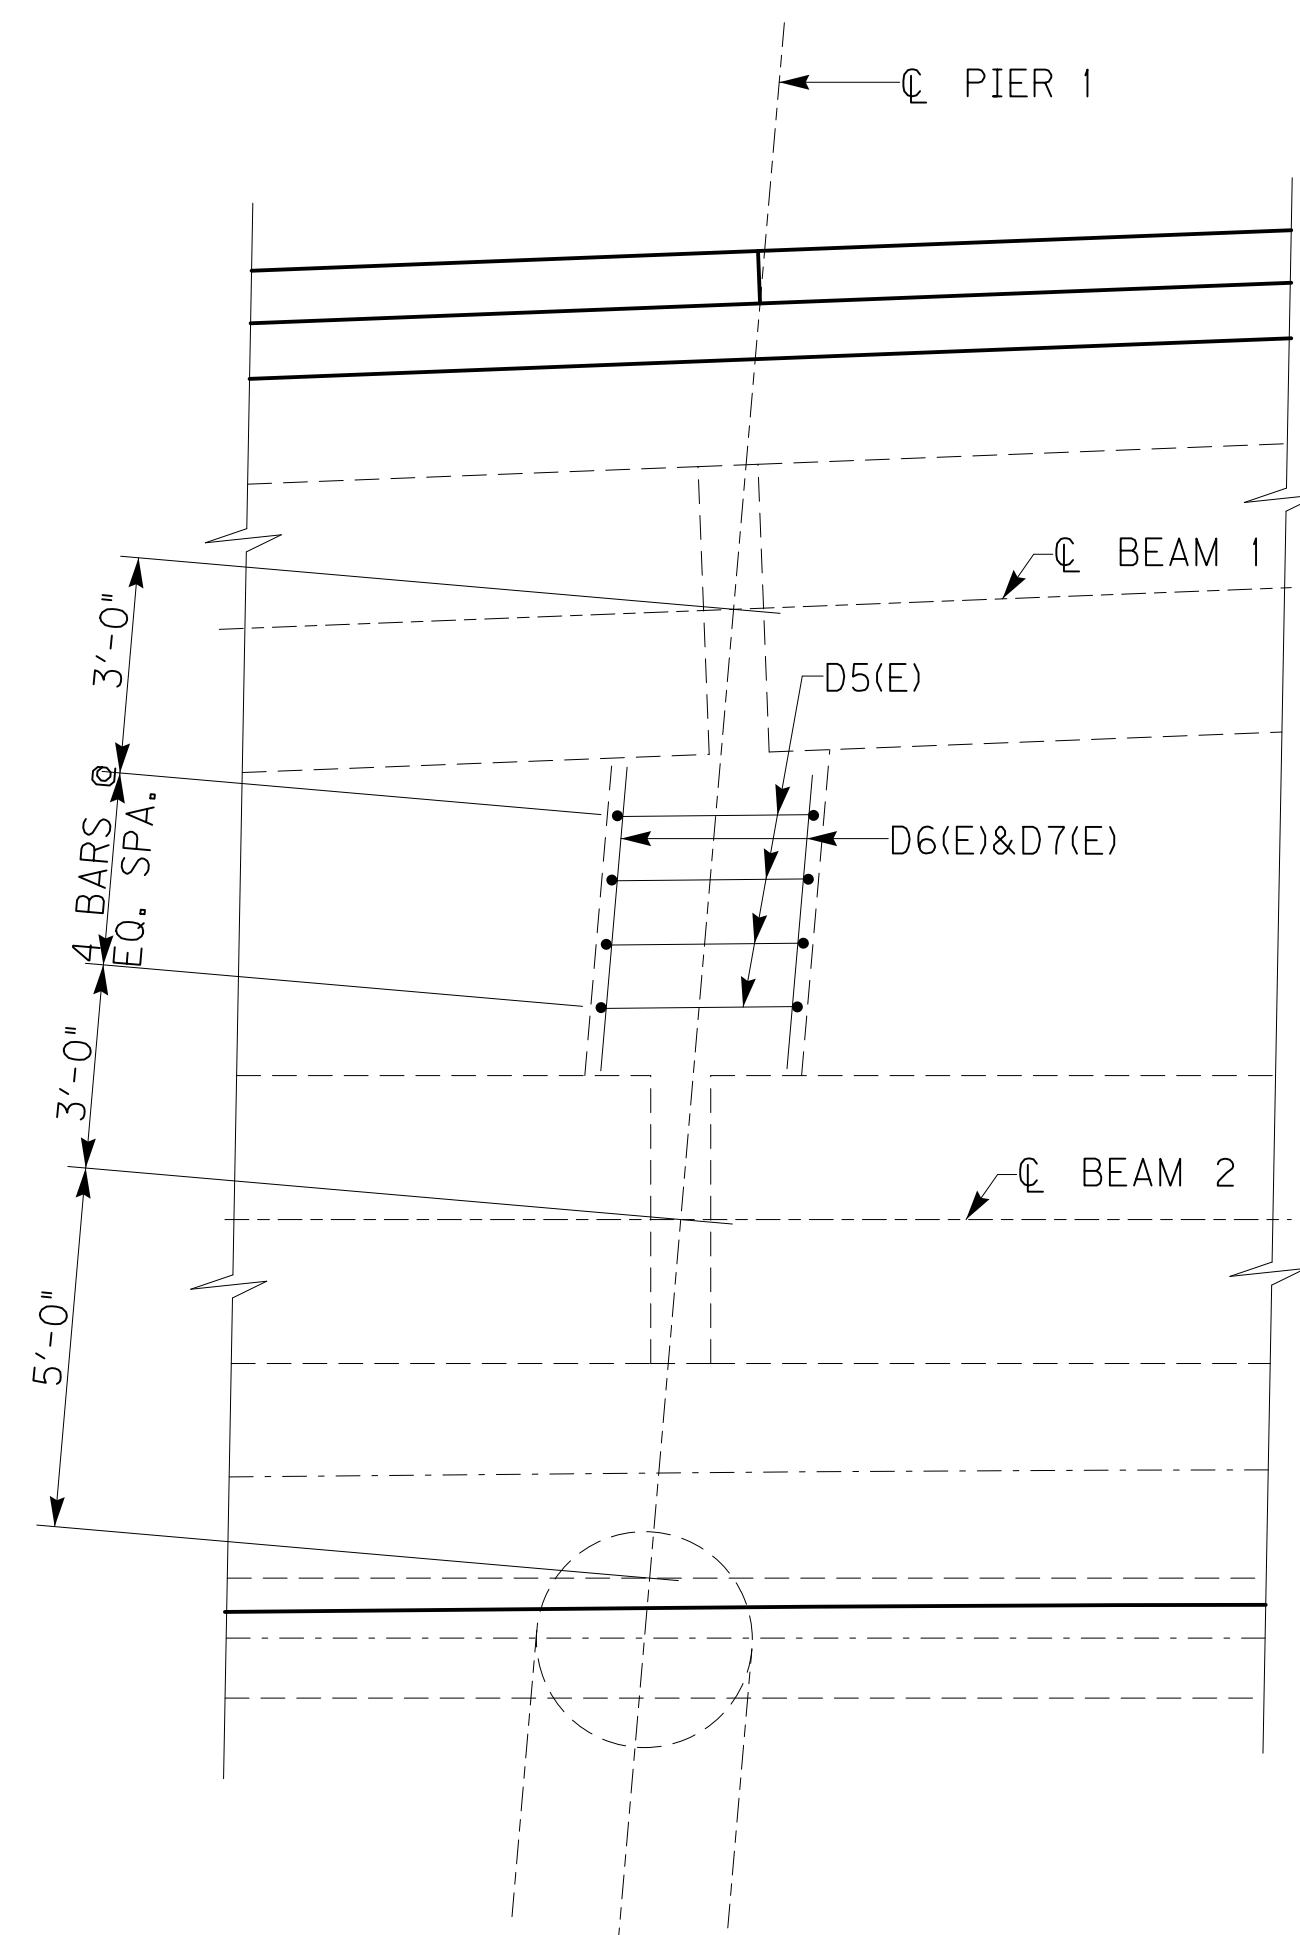 ℄ PIER 1
℄ BEAM 1
3'-0"
D5(E)
4 BARS @
EQ. SPA.
D6(E)&D7(E)
3'-0"
℄ BEAM 2
5'-0"